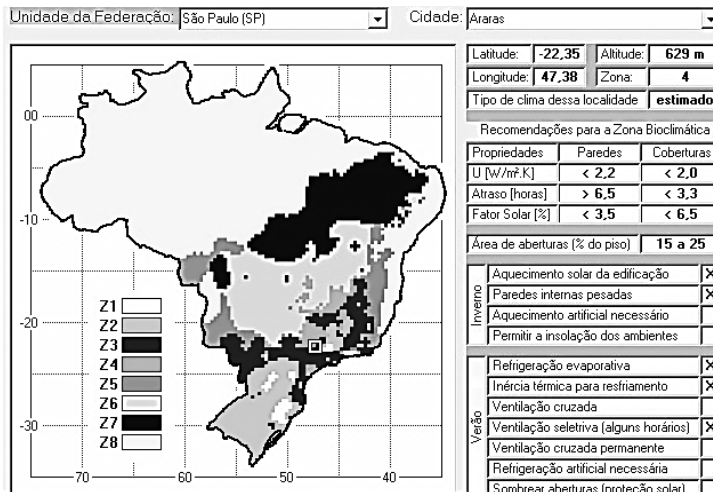 Unidade da Federação: São Paulo (SP) Cidade: Araras
Latitude: -22,35 Altitude: 629 m
Longitude: 47,38 Zona: 4
Tipo de clima dessa localidade estimado
Recomendações para a Zona Bioclimática
Propriedades Paredes Coberturas
U [W/m².K] < 2,2 < 2,0
Atraso [horas] > 6,5 < 3,3
Fator Solar [%] < 3,5 < 6,5
Área de aberturas (% do piso) 15 a 25
Inverno
Aquecimento solar da edificação X
Paredes internas pesadas X
Aquecimento artificial necessário
Permitir a insolação dos ambientes
Verão
Refrigeração evaporativa X
Inércia térmica para resfriamento X
Ventilação cruzada
Ventilação seletriva (alguns horários) X
Ventilação cruzada permanente
Refrigeração artificial necessária
Sombrear aberturas (proteção solar)
00
-10
-20
-30
Z1
Z2
Z3
Z4
Z5
Z6
Z7
Z8
70 60 50 40